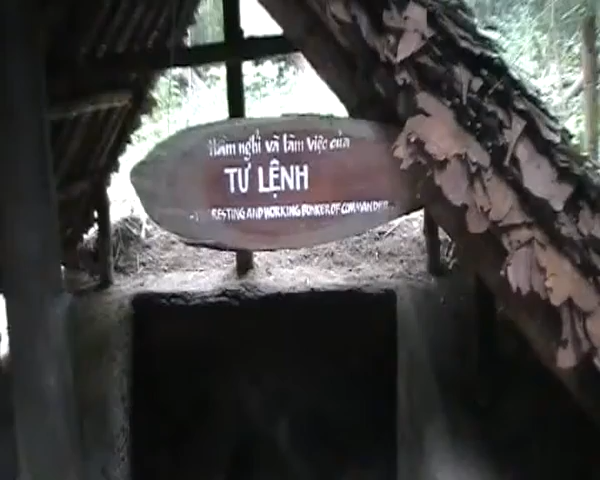 Hầm nghỉ và làm việc của
TƯ LỆNH
RESTING AND WORKING BUNKER OF COMMANDER